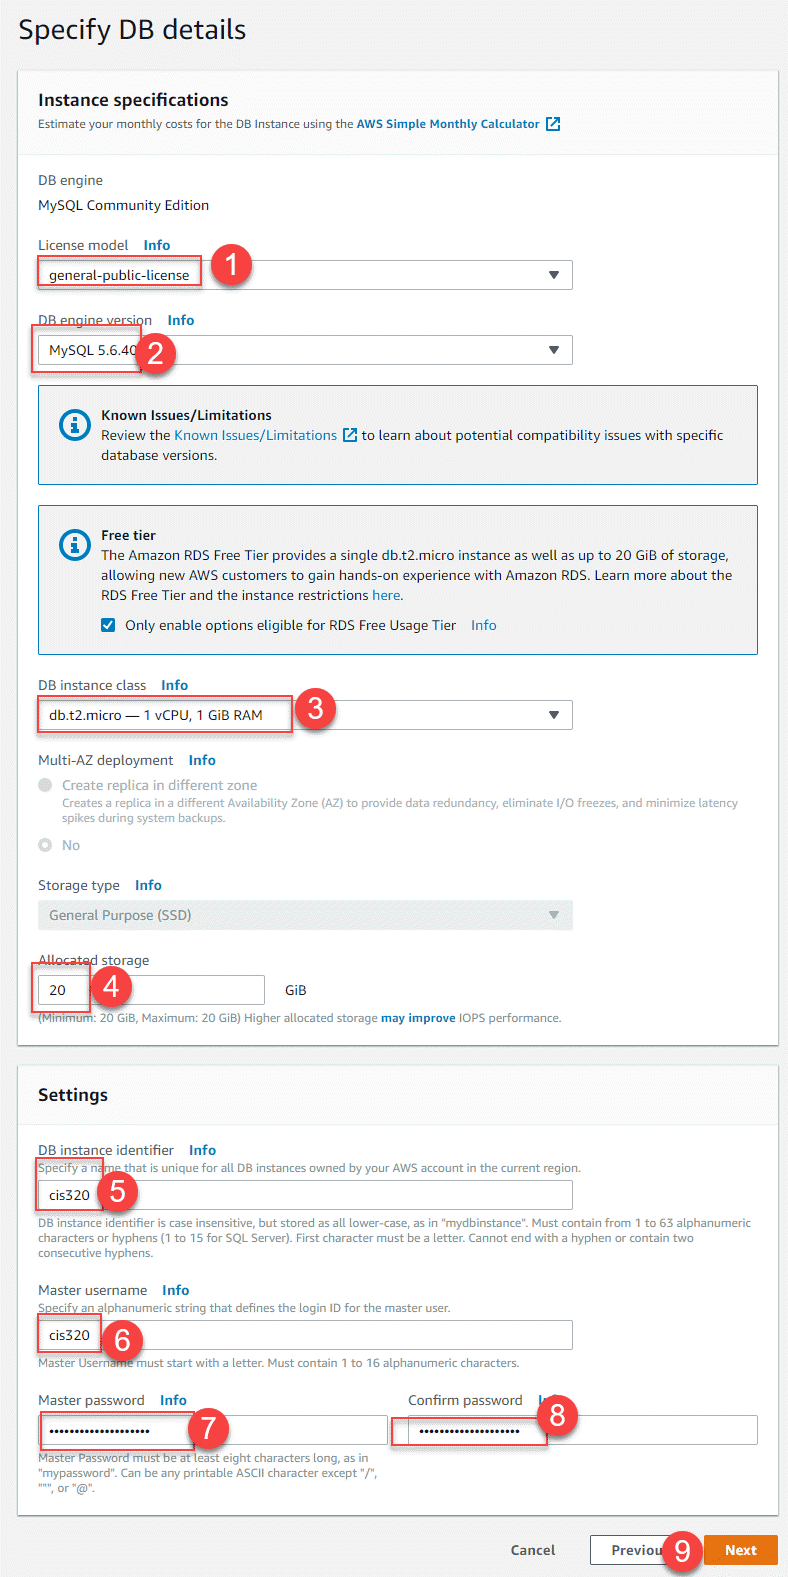 Specify DB details
Instance specifications
Estimate your monthly costs for the DB Instance using the AWS Simple Monthly Calculator
DB engine
MySQL Community Edition
License model Info
general-public-license
1
DB engine version Info
MySQL 5.6.40
2
Known Issues/Limitations
Review the Known Issues/Limitations to learn about potential compatibility issues with specific
database versions.
Free tier
The Amazon RDS Free Tier provides a single db.t2.micro instance as well as up to 20 GiB of storage,
allowing new AWS customers to gain hands-on experience with Amazon RDS. Learn more about the
RDS Free Tier and the instance restrictions here.
Only enable options eligible for RDS Free Usage Tier Info
DB instance class Info
db.t2.micro — 1 vCPU, 1 GiB RAM
3
Multi-AZ deployment Info
Create replica in different zone
Creates a replica in a different Availability Zone (AZ) to provide data redundancy, eliminate I/O freezes, and minimize latency
spikes during system backups.
No
Storage type Info
General Purpose (SSD)
Allocated storage
20
4
GiB
(Minimum: 20 GiB, Maximum: 20 GiB) Higher allocated storage may improve IOPS performance.
Settings
DB instance identifier Info
Specify a name that is unique for all DB instances owned by your AWS account in the current region.
cis320
5
DB instance identifier is case insensitive, but stored as all lower-case, as in "mydbinstance". Must contain from 1 to 63 alphanumeric
characters or hyphens (1 to 15 for SQL Server). First character must be a letter. Cannot end with a hyphen or contain two
consecutive hyphens.
Master username Info
Specify an alphanumeric string that defines the login ID for the master user.
cis320
6
Master Username must start with a letter. Must contain 1 to 16 alphanumeric characters.
Master password Info
Confirm password
••••••••••••••••••••
7
••••••••••••••••••••
8
Master Password must be at least eight characters long, as in
"mypassword". Can be any printable ASCII character except "/",
""", or "@".
Cancel
Previou
9
Next